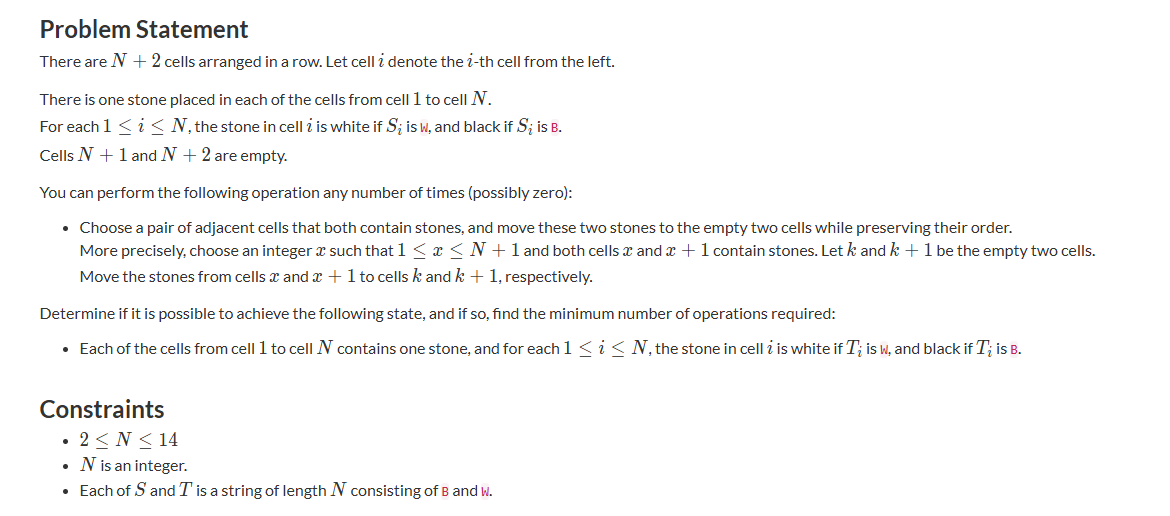 Problem Statement
There are N + 2 cells arranged in a row. Let cell i denote the i-th cell from the left.
There is one stone placed in each of the cells from cell 1 to cell N.
For each 1 ≤ i ≤ N, the stone in cell i is white if S_i is W, and black if S_i is B.
Cells N + 1 and N + 2 are empty.
You can perform the following operation any number of times (possibly zero):
• Choose a pair of adjacent cells that both contain stones, and move these two stones to the empty two cells while preserving their order.
More precisely, choose an integer x such that 1 ≤ x ≤ N + 1 and both cells x and x + 1 contain stones. Let k and k + 1 be the empty two cells.
Move the stones from cells x and x + 1 to cells k and k + 1, respectively.
Determine if it is possible to achieve the following state, and if so, find the minimum number of operations required:
• Each of the cells from cell 1 to cell N contains one stone, and for each 1 ≤ i ≤ N, the stone in cell i is white if T_i is W, and black if T_i is B.
Constraints
• 2 ≤ N ≤ 14
• N is an integer.
• Each of S and T is a string of length N consisting of B and W.